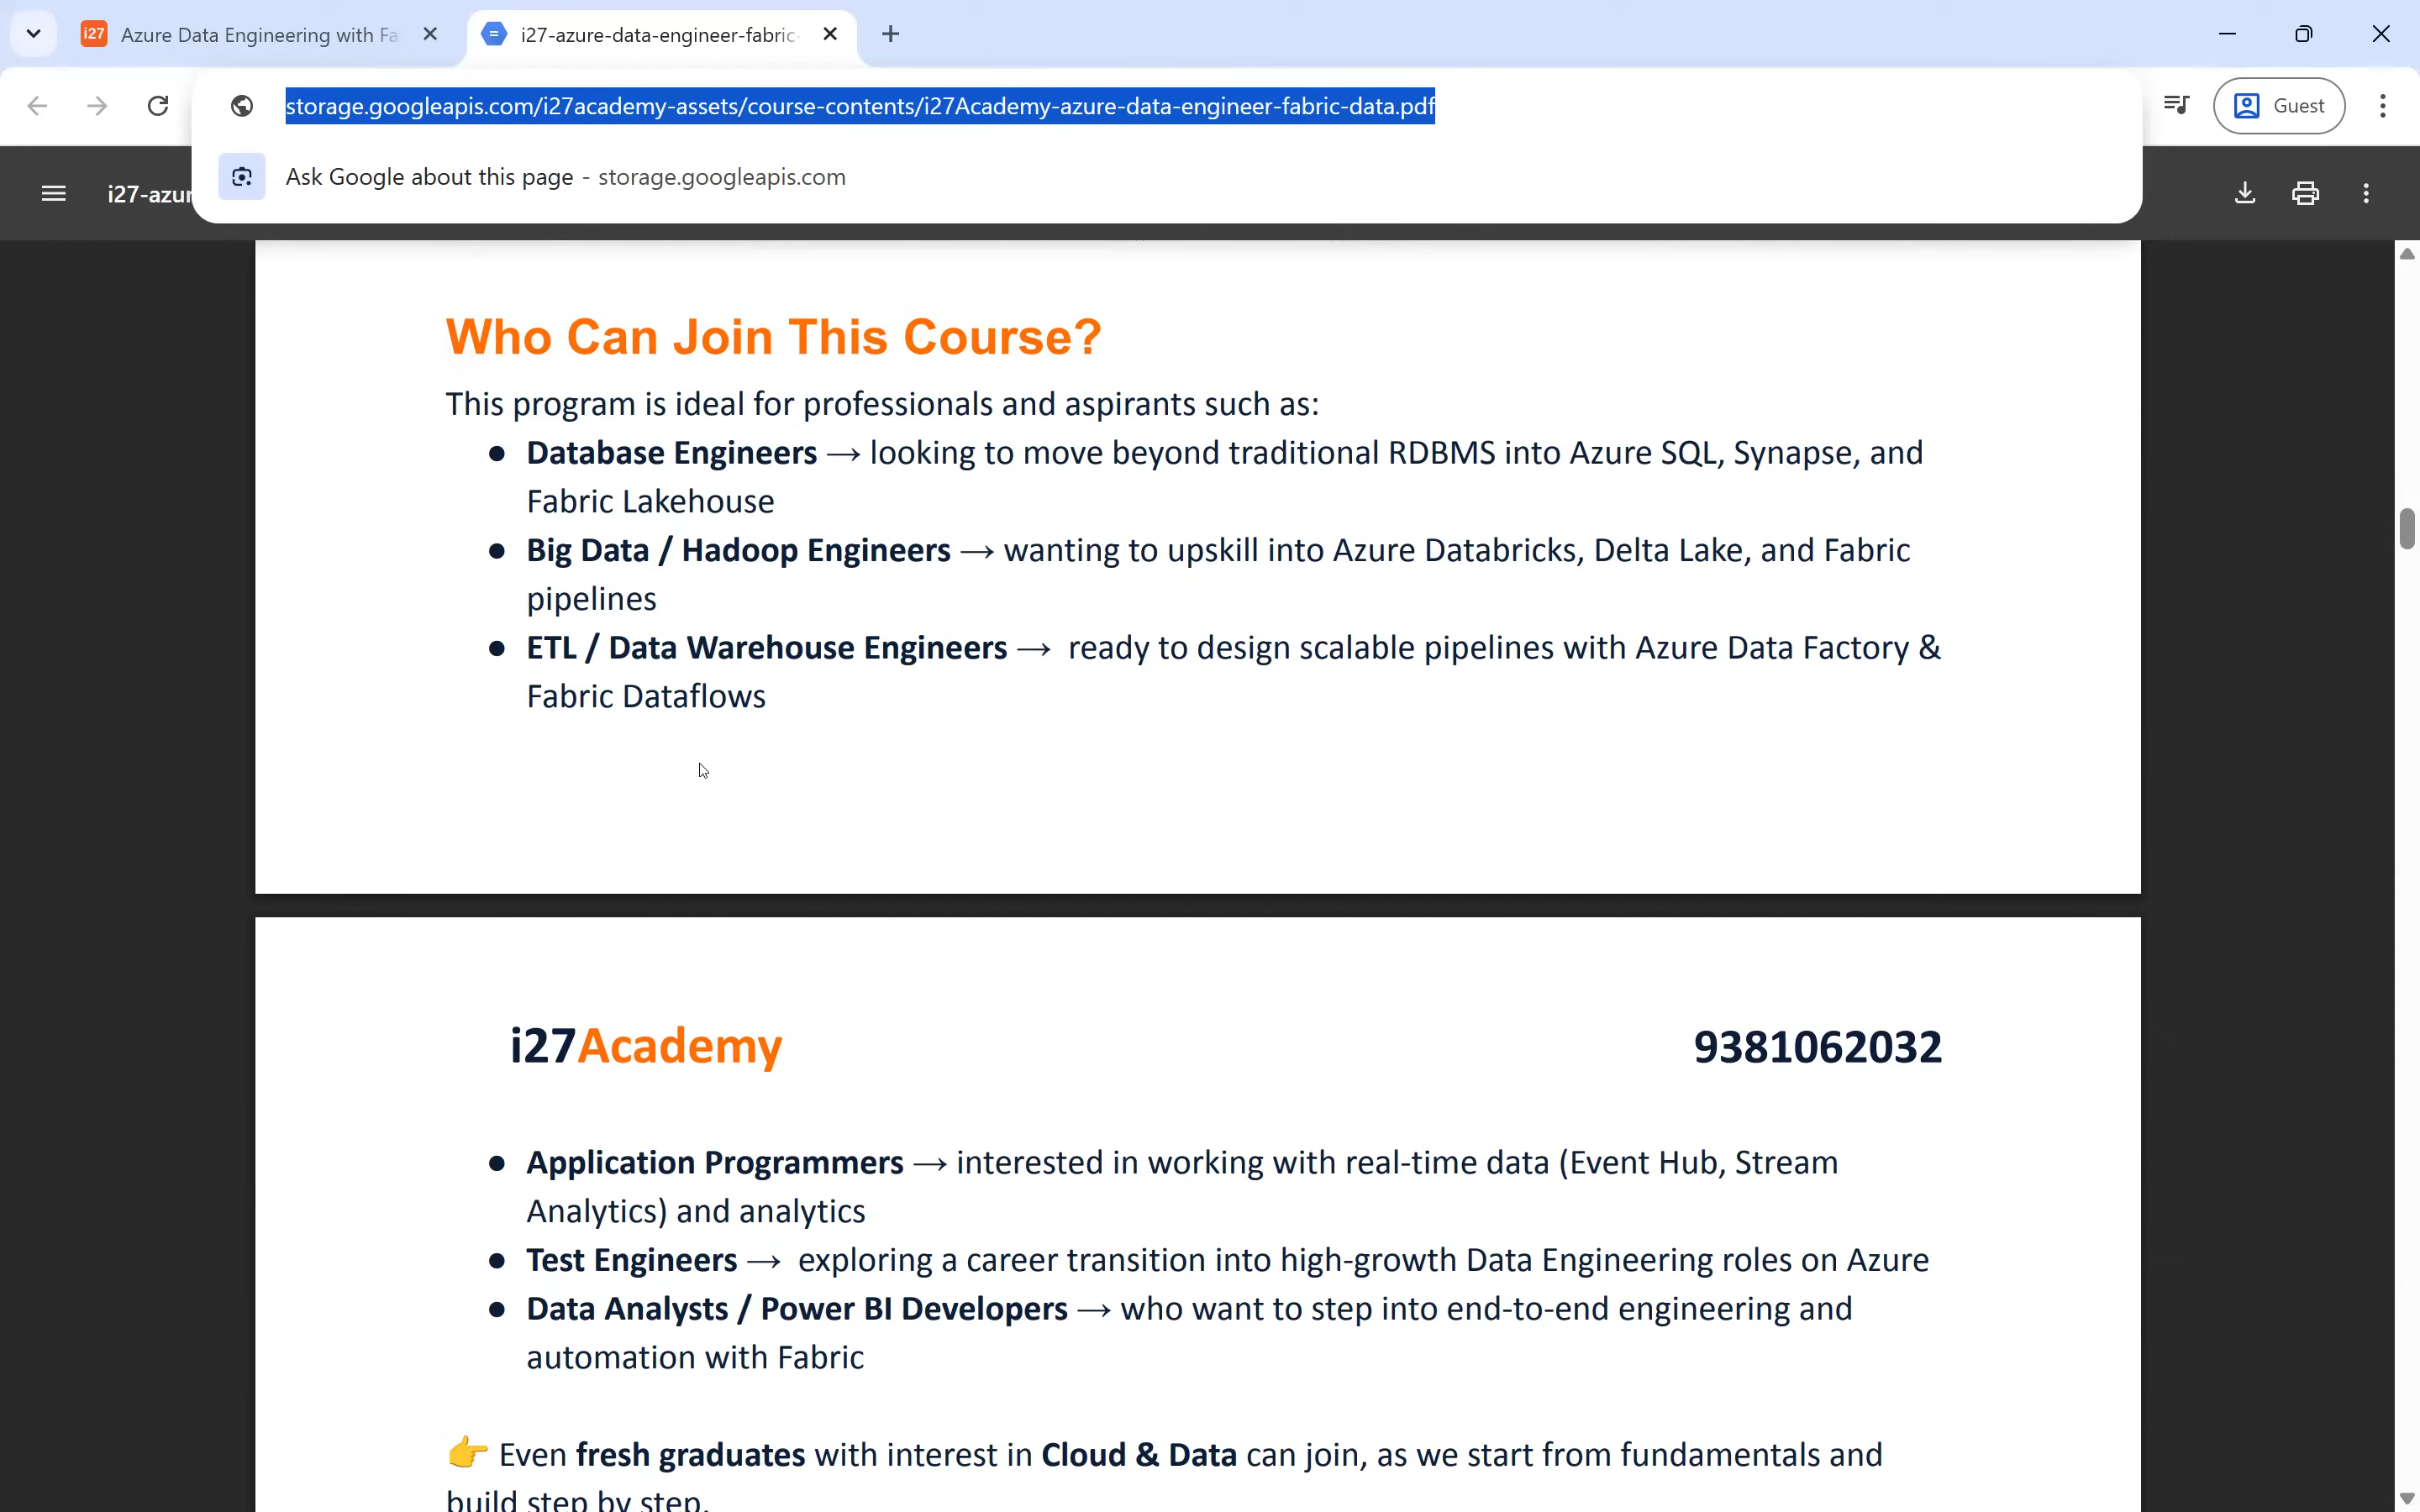 i27 Azure Data Engineering with Fa
i27-azure-data-engineer-fabric-
storage.googleapis.com/i27academy-assets/course-contents/i27Academy-azure-data-engineer-fabric-data.pdf
Guest
Ask Google about this page - storage.googleapis.com
i27-azur
Who Can Join This Course?
This program is ideal for professionals and aspirants such as:
● Database Engineers → looking to move beyond traditional RDBMS into Azure SQL, Synapse, and
Fabric Lakehouse
● Big Data / Hadoop Engineers → wanting to upskill into Azure Databricks, Delta Lake, and Fabric
pipelines
● ETL / Data Warehouse Engineers → ready to design scalable pipelines with Azure Data Factory &
Fabric Dataflows
i27Academy 9381062032
● Application Programmers → interested in working with real-time data (Event Hub, Stream
Analytics) and analytics
● Test Engineers → exploring a career transition into high-growth Data Engineering roles on Azure
● Data Analysts / Power BI Developers → who want to step into end-to-end engineering and
automation with Fabric
👉 Even fresh graduates with interest in Cloud & Data can join, as we start from fundamentals and
build step by step.